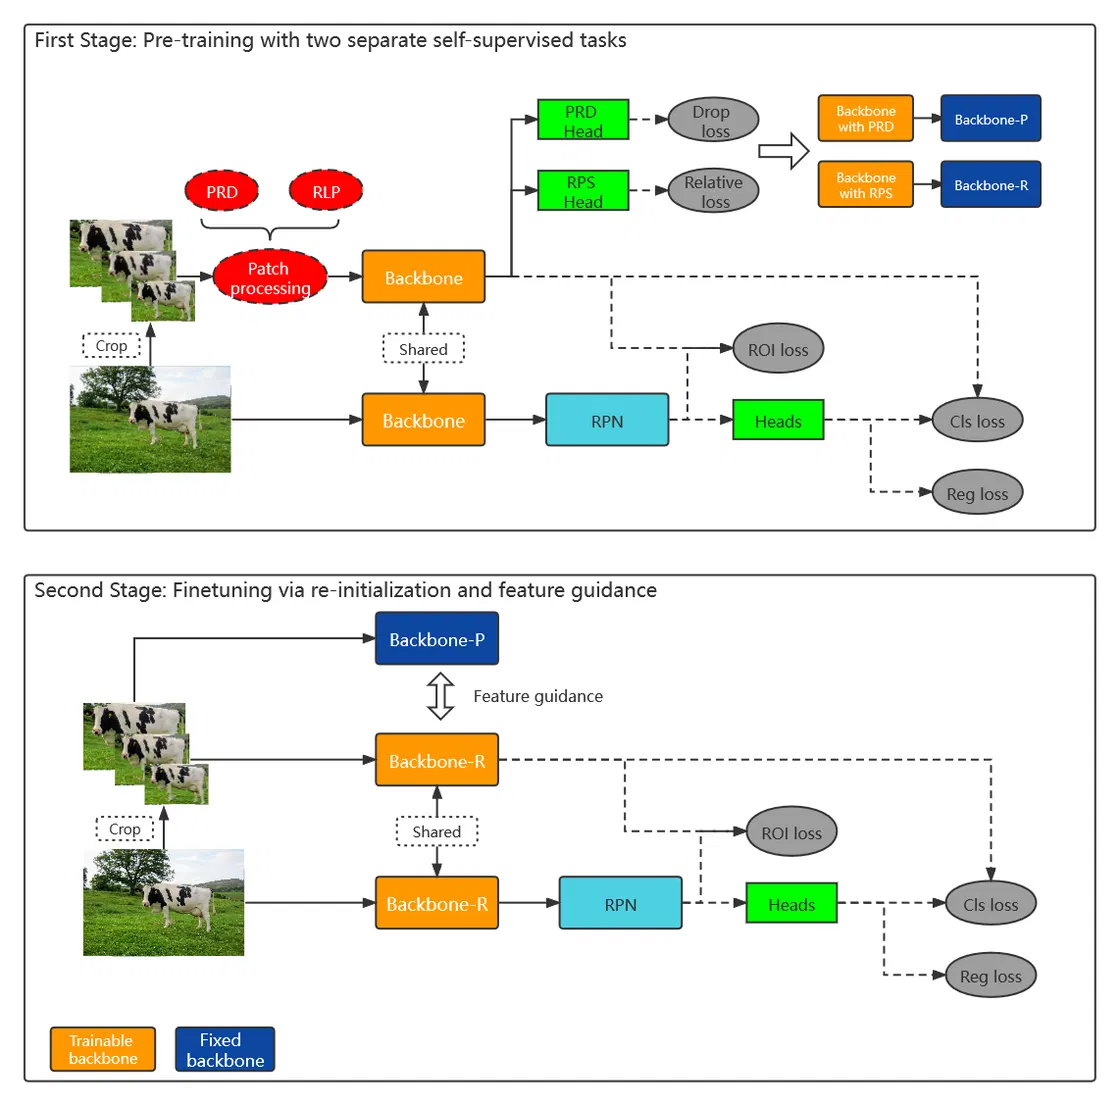 First Stage: Pre-training with two separate self-supervised tasks
PRD
Head
Drop
loss
Backbone
with PRD
Backbone-P
RPS
Head
Relative
loss
Backbone
with RPS
Backbone-R
PRD
RLP
Patch
processing
Backbone
Crop
Shared
ROI loss
Backbone
RPN
Heads
Cls loss
Reg loss
Second Stage: Finetuning via re-initialization and feature guidance
Backbone-P
Feature guidance
Backbone-R
Crop
Shared
ROI loss
Backbone-R
RPN
Heads
Cls loss
Reg loss
Trainable
backbone
Fixed
backbone